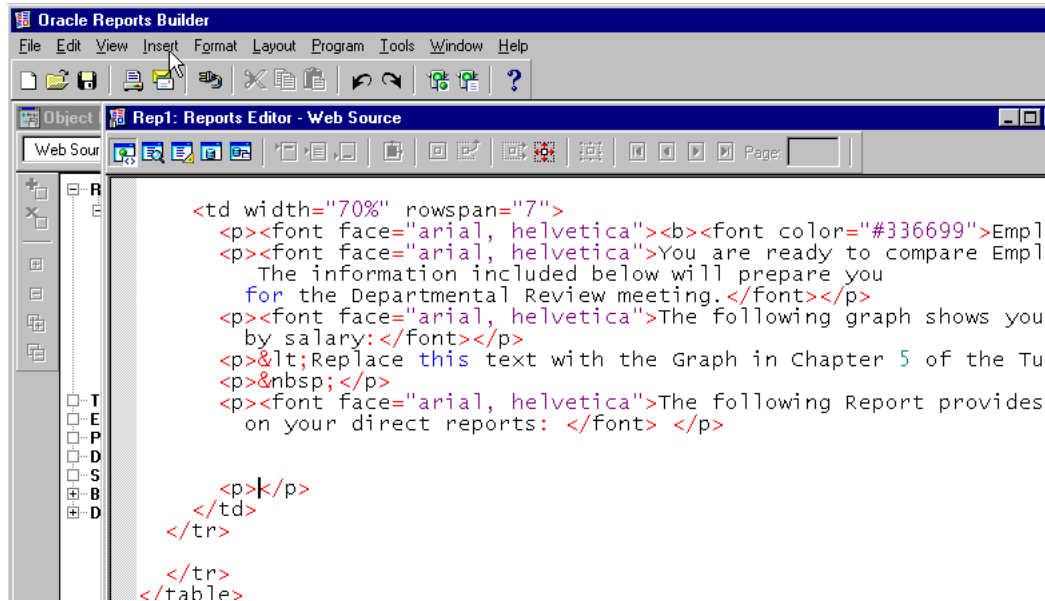 Oracle Reports Builder
File Edit View Insert Format Layout Program Tools Window Help
Object
Rep1: Reports Editor - Web Source
Web Sour
Page:
R
<td width="70%" rowspan="7">
<p><font face="arial, helvetica"><b><font color="#336699">Empl
<p><font face="arial, helvetica">You are ready to compare Empl
The information included below will prepare you
for the Departmental Review meeting.</font></p>
<p><font face="arial, helvetica">The following graph shows you
by salary:</font></p>
<p>&lt;Replace this text with the Graph in Chapter 5 of the Tu
<p>&nbsp;</p>
T
<p><font face="arial, helvetica">The following Report provides
E
on your direct reports: </font> </p>
P
D
S
<p></p>
B
</td>
D
</tr>
</tr>
</table>